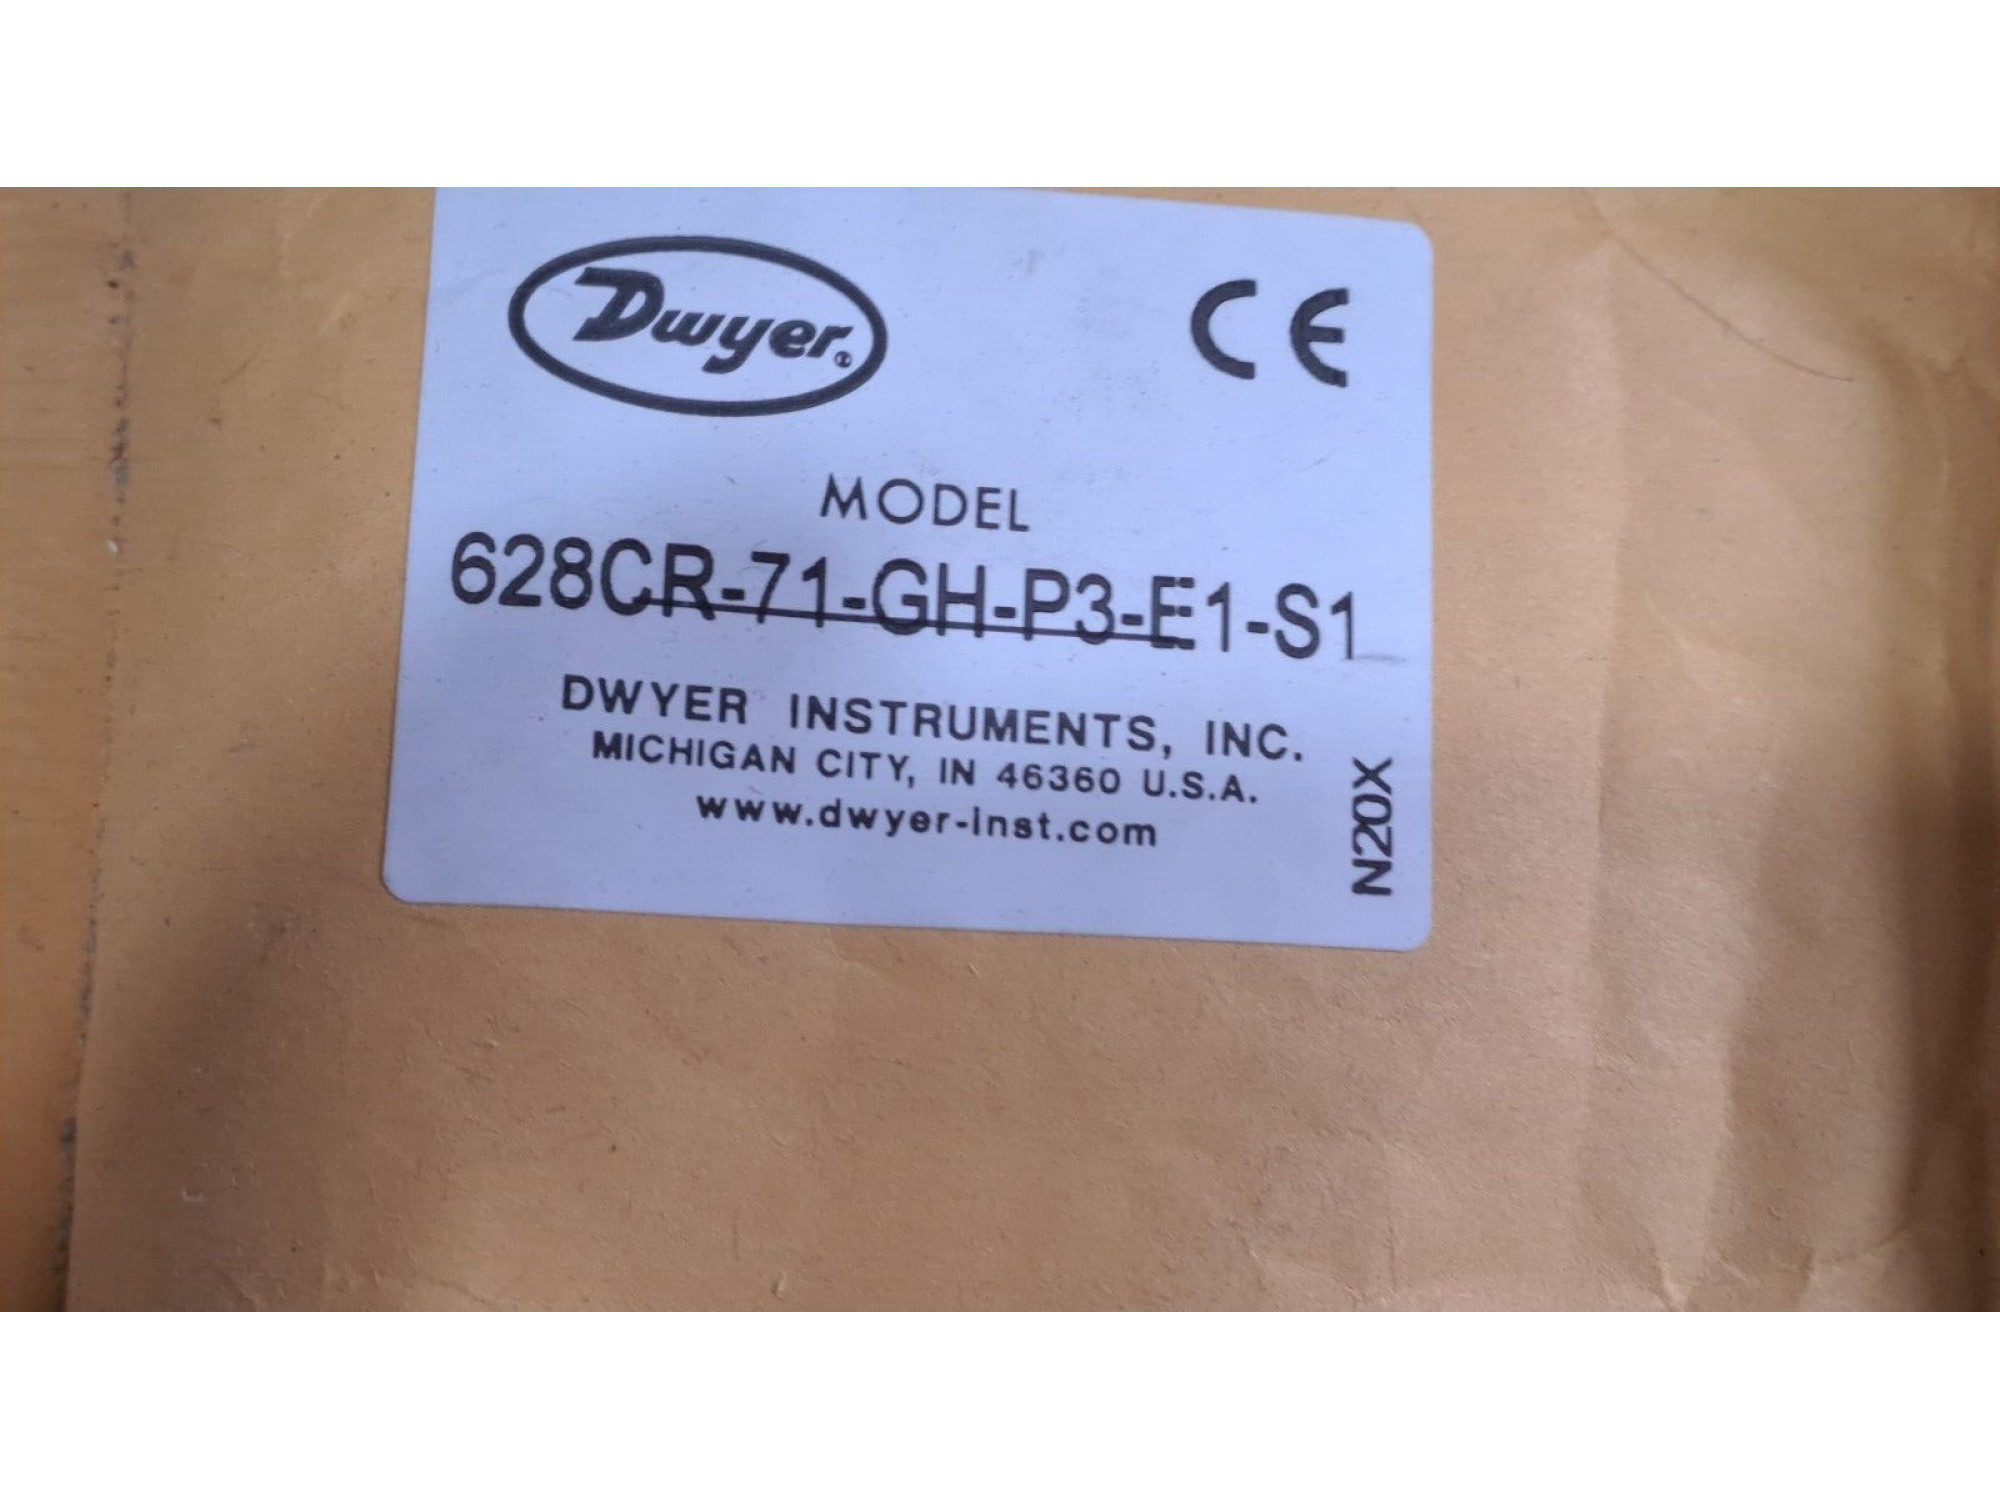 Dwyer®
CE
MODEL
628CR-71-GH-P3-E1-S1
DWYER INSTRUMENTS, INC.
MICHIGAN CITY, IN 46360 U.S.A.
www.dwyer-inst.com
N20X